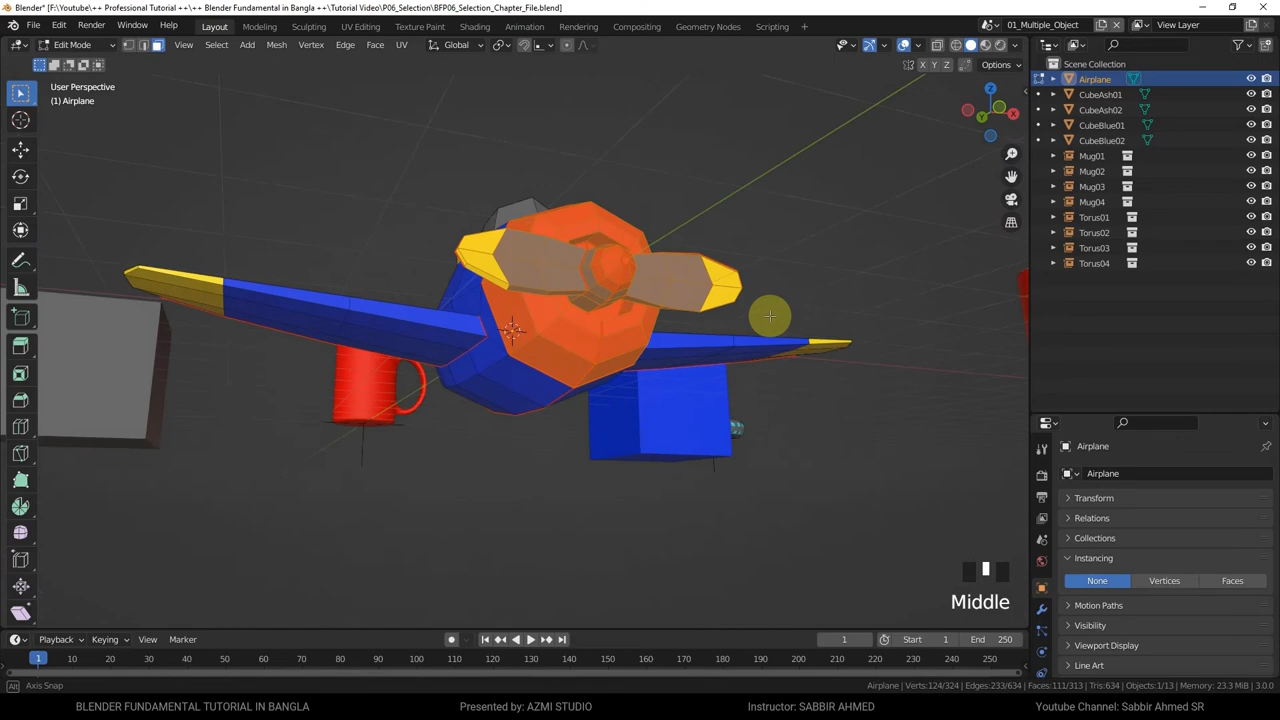 Blender* [F:\Youtube\++ Professional Tutorial ++\++ Blender Fundamental in Bangla ++\Tutorial Video\P06_Selection\BFP06_Selection_Chapter_File.blend]
File Edit Render Window Help Layout Modeling Sculpting UV Editing Texture Paint Shading Animation Rendering Compositing Geometry Nodes Scripting + 01_Multiple_Object View Layer
Edit Mode View Select Add Mesh Vertex Edge Face UV Global
X Y Z Options
User Perspective
(1) Airplane
Z
X
Y
Scene Collection
Airplane
CubeAsh01
CubeAsh02
CubeBlue01
CubeBlue02
Mug01
Mug02
Mug03
Mug04
Torus01
Torus02
Torus03
Torus04
Airplane
Airplane
Transform
Relations
Collections
Instancing
None Vertices Faces
Motion Paths
Visibility
Viewport Display
Line Art
Middle
Playback Keying View Marker 1 Start 1 End 250
1 10 20 30 40 50 60 70 80 90 100 110 120 130 140 150 160 170 180 190 200 210 220 230 240 250
Alt Axis Snap Airplane | Verts:124/324 | Edges:233/634 | Faces:111/313 | Tris:634 | Objects:1/13 | Memory: 23.3 MiB | 3.0.0
BLENDER FUNDAMENTAL TUTORIAL IN BANGLA Presented by: AZMI STUDIO Instructor: SABBIR AHMED Youtube Channel: Sabbir Ahmed SR